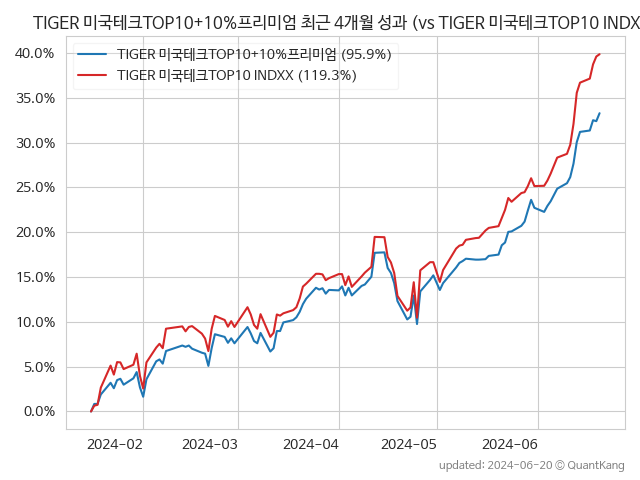 TIGER 미국테크TOP10+10%프리미엄 최근 4개월 성과 (vs TIGER 미국테크TOP10 INDX
TIGER 미국테크TOP10+10%프리미엄 (95.9%)
TIGER 미국테크TOP10 INDXX (119.3%)
40.0%
35.0%
30.0%
25.0%
20.0%
15.0%
10.0%
5.0%
0.0%
2024-02 2024-03 2024-04 2024-05 2024-06
updated: 2024-06-20 © QuantKang